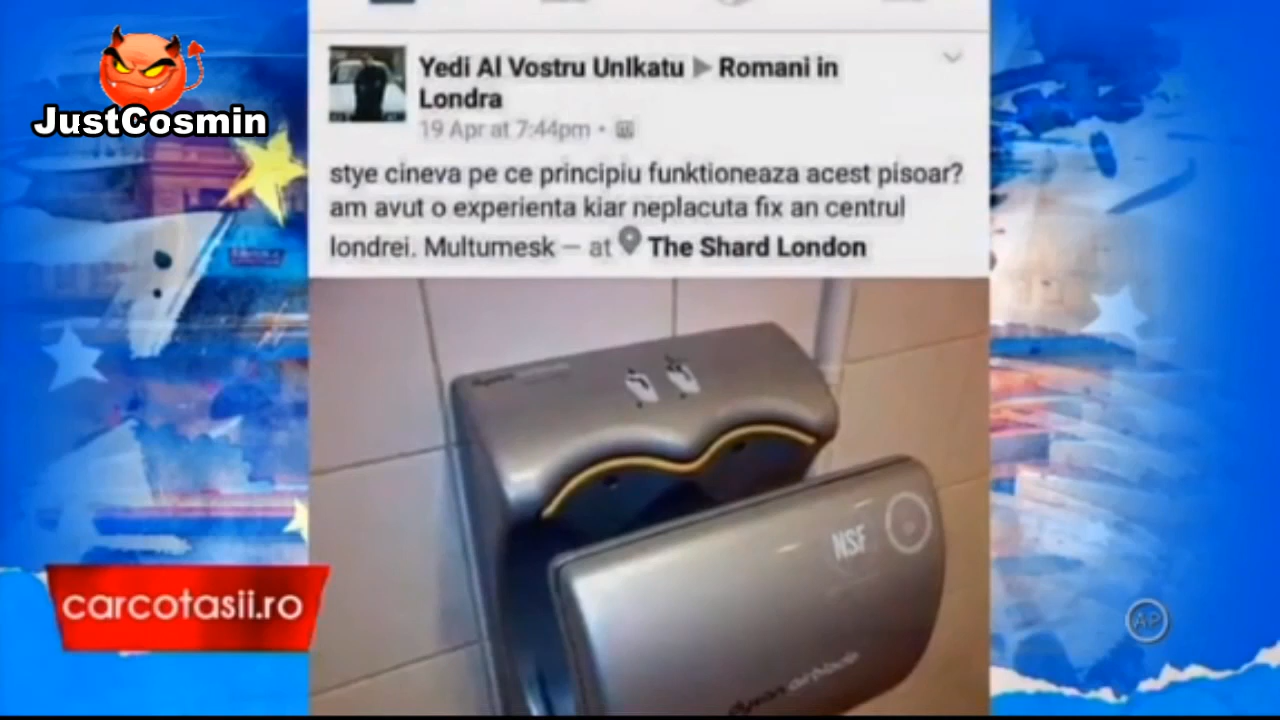 JustCosmin
Yedi Al Vostru UnIkatu ▶ Romani in
Londra
19 Apr at 7:44pm •
stye cineva pe ce principiu funktioneaza acest pisoar?
am avut o experienta kiar neplacuta fix an centrul
londrei. Multumesk — at The Shard London
NSF
dyson airblade
carcotasii.ro
AP